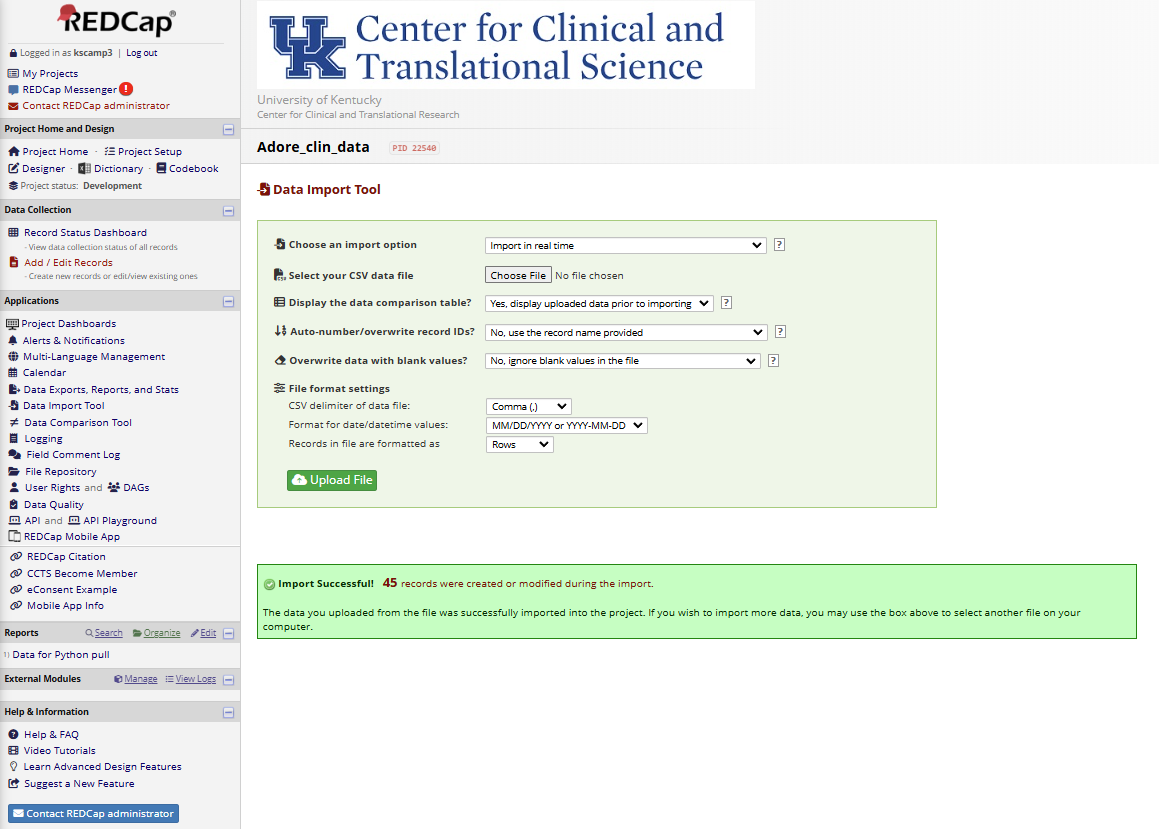 REDCap®
Logged in as kscamp3 | Log out
My Projects
REDCap Messenger !
Contact REDCap administrator
Project Home and Design
Project Home · Project Setup
Designer · Dictionary · Codebook
Project status: Development
Data Collection
Record Status Dashboard
- View data collection status of all records
Add / Edit Records
- Create new records or edit/view existing ones
Applications
Project Dashboards
Alerts & Notifications
Multi-Language Management
Calendar
Data Exports, Reports, and Stats
Data Import Tool
Data Comparison Tool
Logging
Field Comment Log
File Repository
User Rights and DAGs
Data Quality
API and API Playground
REDCap Mobile App
REDCap Citation
CCTS Become Member
eConsent Example
Mobile App Info
Reports Search Organize Edit
1) Data for Python pull
External Modules Manage View Logs
Help & Information
Help & FAQ
Video Tutorials
Learn Advanced Design Features
Suggest a New Feature
Contact REDCap administrator
UK Center for Clinical and
Translational Science
University of Kentucky
Center for Clinical and Translational Research
Adore_clin_data PID 22540
Data Import Tool
Choose an import option Import in real time ?
Select your CSV data file Choose File No file chosen
Display the data comparison table? Yes, display uploaded data prior to importing ?
Auto-number/overwrite record IDs? No, use the record name provided ?
Overwrite data with blank values? No, ignore blank values in the file ?
File format settings
CSV delimiter of data file: Comma (,)
Format for date/datetime values: MM/DD/YYYY or YYYY-MM-DD
Records in file are formatted as Rows
Upload File
Import Successful! 45 records were created or modified during the import.
The data you uploaded from the file was successfully imported into the project. If you wish to import more data, you may use the box above to select another file on your
computer.